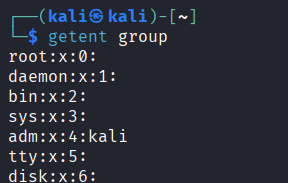 ┌──(kali㉿kali)-[~]
└─$ getent group
root:x:0:
daemon:x:1:
bin:x:2:
sys:x:3:
adm:x:4:kali
tty:x:5:
disk:x:6: